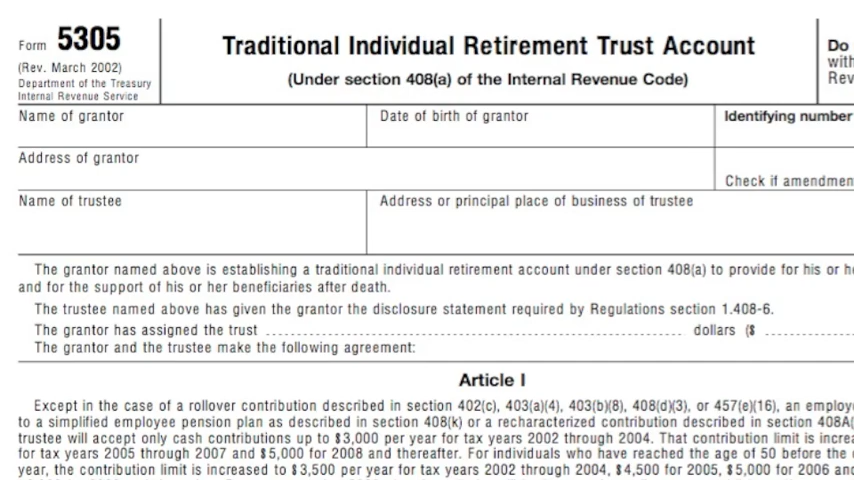 Form 5305
(Rev. March 2002)
Department of the Treasury
Internal Revenue Service
Traditional Individual Retirement Trust Account
(Under section 408(a) of the Internal Revenue Code)
Do
with
Rev
Name of grantor
Date of birth of grantor
Identifying number
Address of grantor
Check if amendmen
Name of trustee
Address or principal place of business of trustee
The grantor named above is establishing a traditional individual retirement account under section 408(a) to provide for his or he
and for the support of his or her beneficiaries after death.
The trustee named above has given the grantor the disclosure statement required by Regulations section 1.408-6.
The grantor has assigned the trust dollars ($
The grantor and the trustee make the following agreement:
Article I
Except in the case of a rollover contribution described in section 402(c), 403(a)(4), 403(b)(8), 408(d)(3), or 457(e)(16), an employe
to a simplified employee pension plan as described in section 408(k) or a recharacterized contribution described in section 408A(
trustee will accept only cash contributions up to $3,000 per year for tax years 2002 through 2004. That contribution limit is increa
for tax years 2005 through 2007 and $5,000 for 2008 and thereafter. For individuals who have reached the age of 50 before the
year, the contribution limit is increased to $3,500 per year for tax years 2002 through 2004, $4,500 for 2005, $5,000 for 2006 and